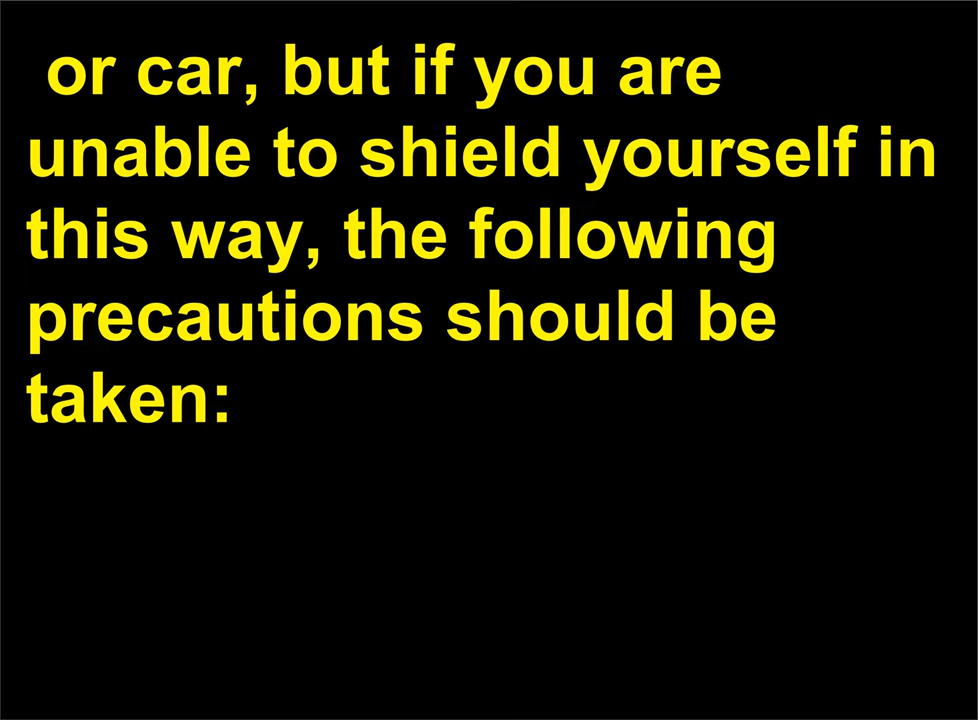 or car, but if you are
unable to shield yourself in
this way, the following
precautions should be
taken: